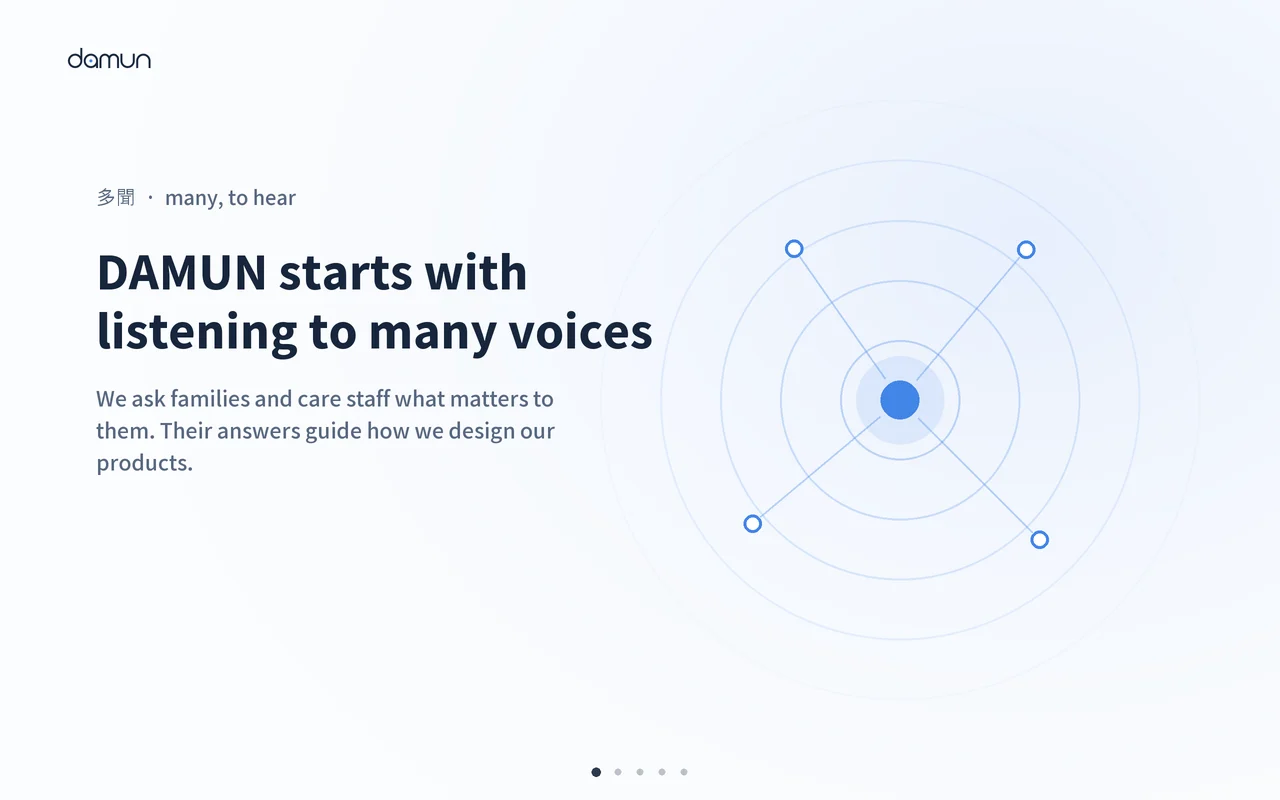 damun
多聞 · many, to hear
DAMUN starts with
listening to many voices
We ask families and care staff what matters to
them. Their answers guide how we design our
products.